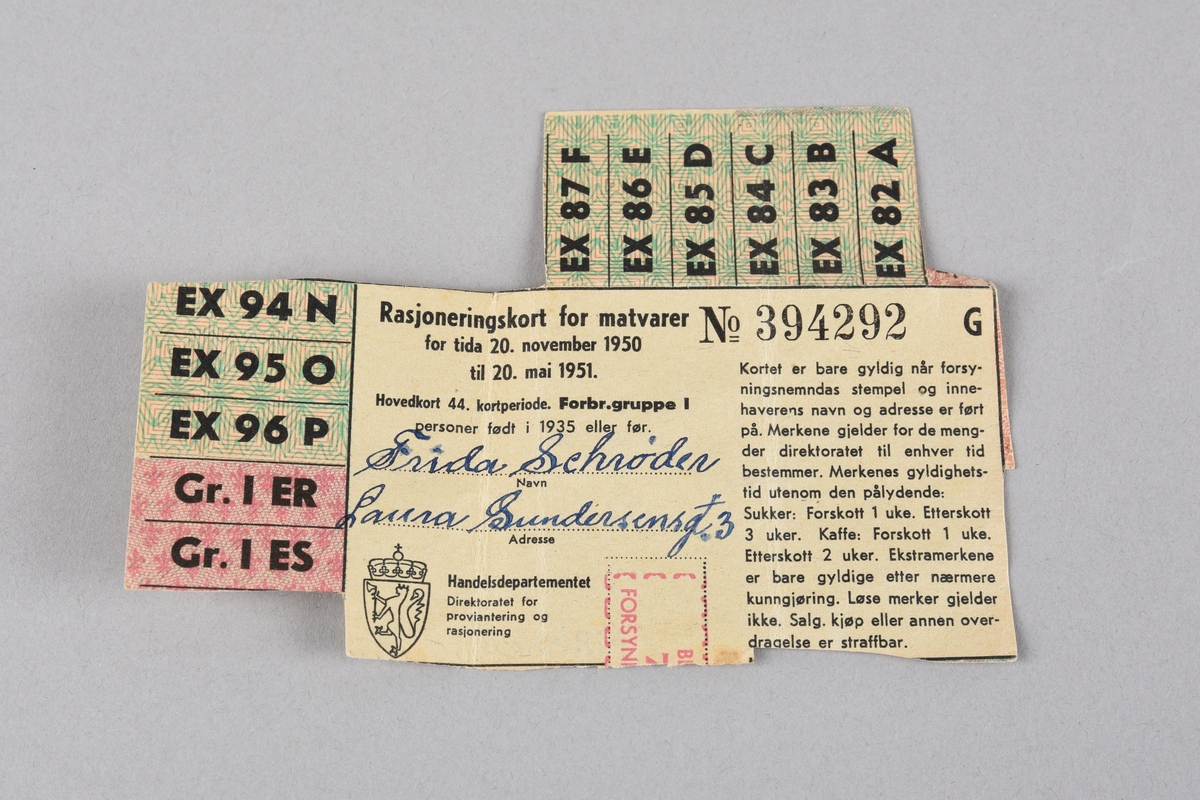 EX 87 F
EX 86 E
EX 85 D
EX 84 C
EX 83 B
EX 82 A
EX 94 N
EX 95 O
EX 96 P
Gr. I ER
Gr. I ES
Rasjoneringskort for matvarer
for tida 20. november 1950
til 20. mai 1951.
Hovedkort 44. kortperiode. Forbr.gruppe I
personer født i 1935 eller før.
Frida Schrøder
Navn
Laura Gundersensgt. 3
Adresse
Handelsdepartementet
Direktoratet for
proviantering og
rasjonering
№ 394292 G
Kortet er bare gyldig når forsy-
ningsnemndas stempel og inne-
haverens navn og adresse er ført
på. Merkene gjelder for de meng-
der direktoratet til enhver tid
bestemmer. Merkenes gyldighets-
tid utenom den pålydende:
Sukker: Forskott 1 uke. Etterskott
3 uker. Kaffe: Forskott 1 uke.
Etterskott 2 uker. Ekstramerkene
er bare gyldige etter nærmere
kunngjøring. Løse merker gjelder
ikke. Salg. kjøp eller annen over-
dragelse er straffbar.
FORSYN